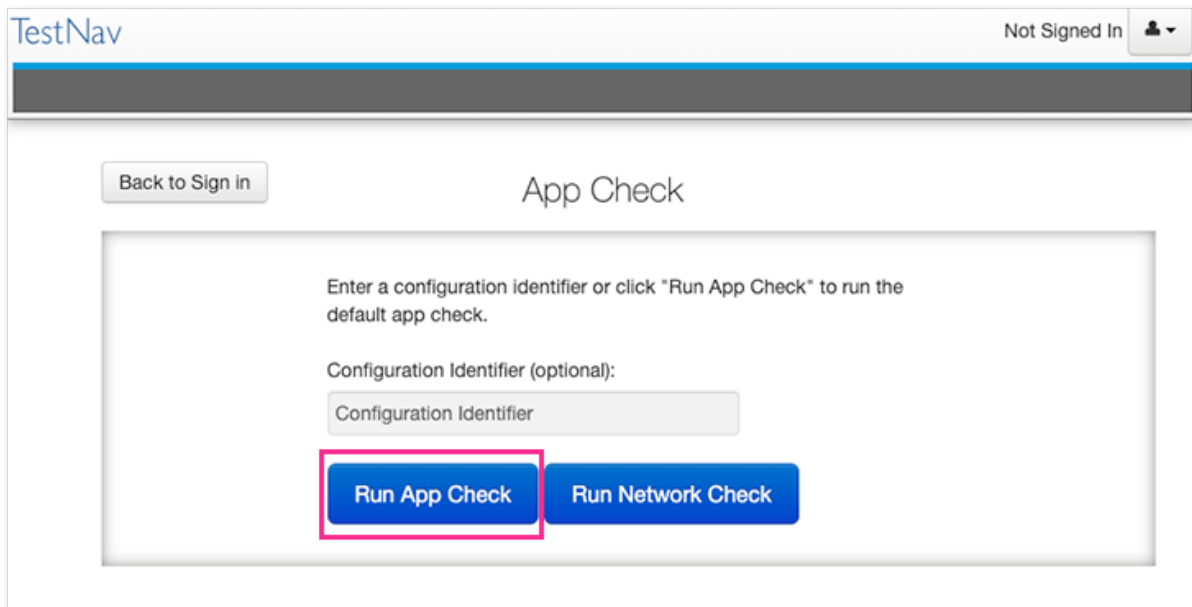 TestNav
Not Signed In
Back to Sign in
App Check
Enter a configuration identifier or click "Run App Check" to run the
default app check.
Configuration Identifier (optional):
Configuration Identifier
Run App Check
Run Network Check